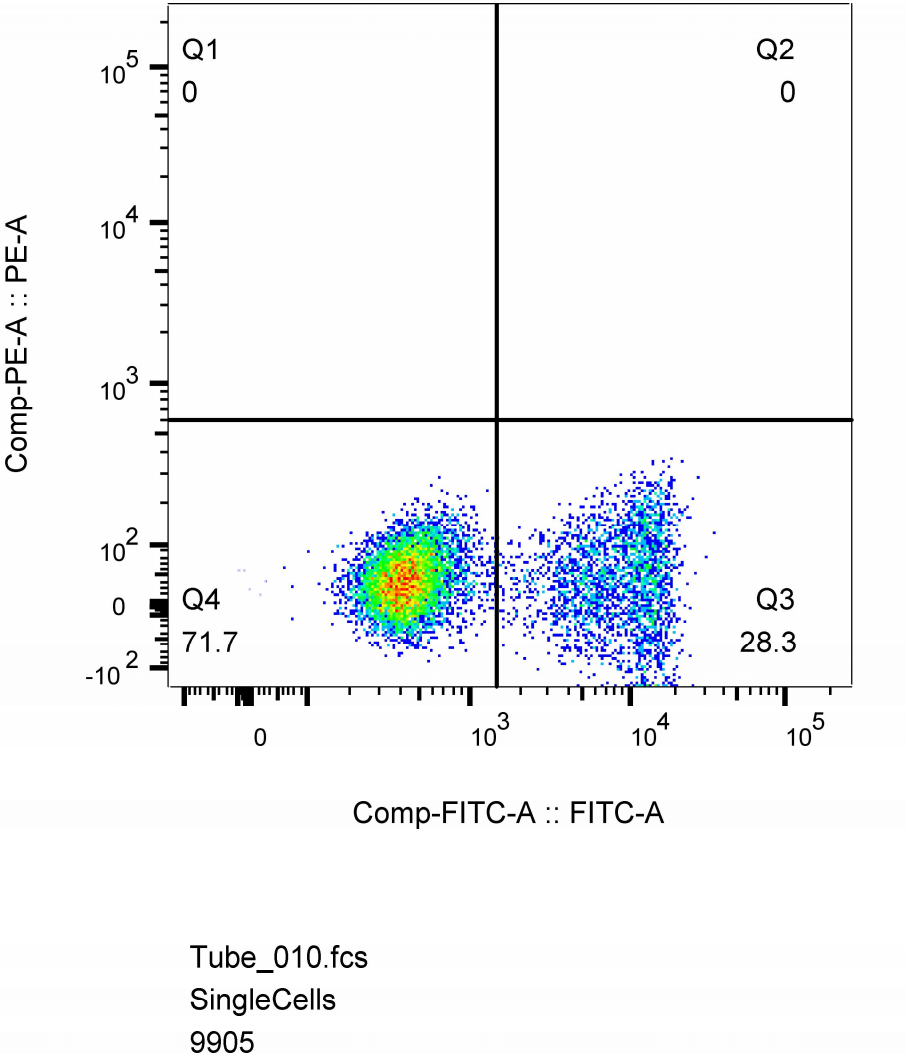 Q1
0
Q2
0
Q4
71.7
Q3
28.3
10^5
10^4
10^3
10^2
0
-10^2
Comp-PE-A :: PE-A
0
10^3
10^4
10^5
Comp-FITC-A :: FITC-A
Tube_010.fcs
SingleCells
9905